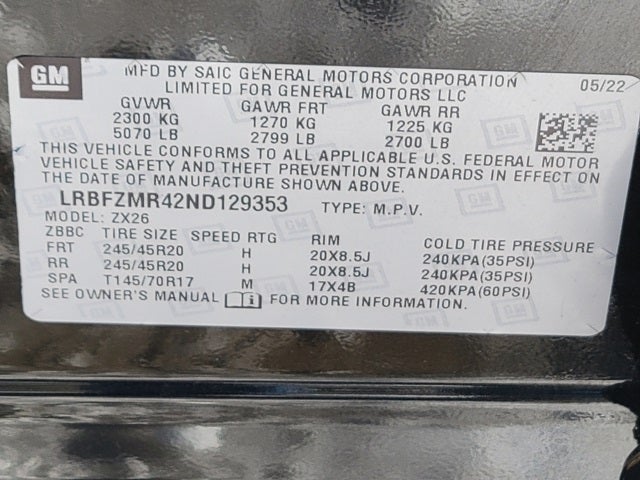 GM
MFD BY SAIC GENERAL MOTORS CORPORATION 05/22
LIMITED FOR GENERAL MOTORS LLC
GVWR GAWR FRT GAWR RR
2300 KG 1270 KG 1225 KG
5070 LB 2799 LB 2700 LB
THIS VEHICLE CONFORMS TO ALL APPLICABLE U.S. FEDERAL MOTOR
VEHICLE SAFETY AND THEFT PREVENTION STANDARDS IN EFFECT ON
THE DATE OF MANUFACTURE SHOWN ABOVE.
LRBFZMR42ND129353 TYPE: M.P.V.
MODEL: ZX26
ZBBC TIRE SIZE SPEED RTG RIM COLD TIRE PRESSURE
FRT 245/45R20 H 20X8.5J 240KPA(35PSI)
RR 245/45R20 H 20X8.5J 240KPA(35PSI)
SPA T145/70R17 M 17X4B 420KPA(60PSI)
SEE OWNER'S MANUAL i FOR MORE INFORMATION.